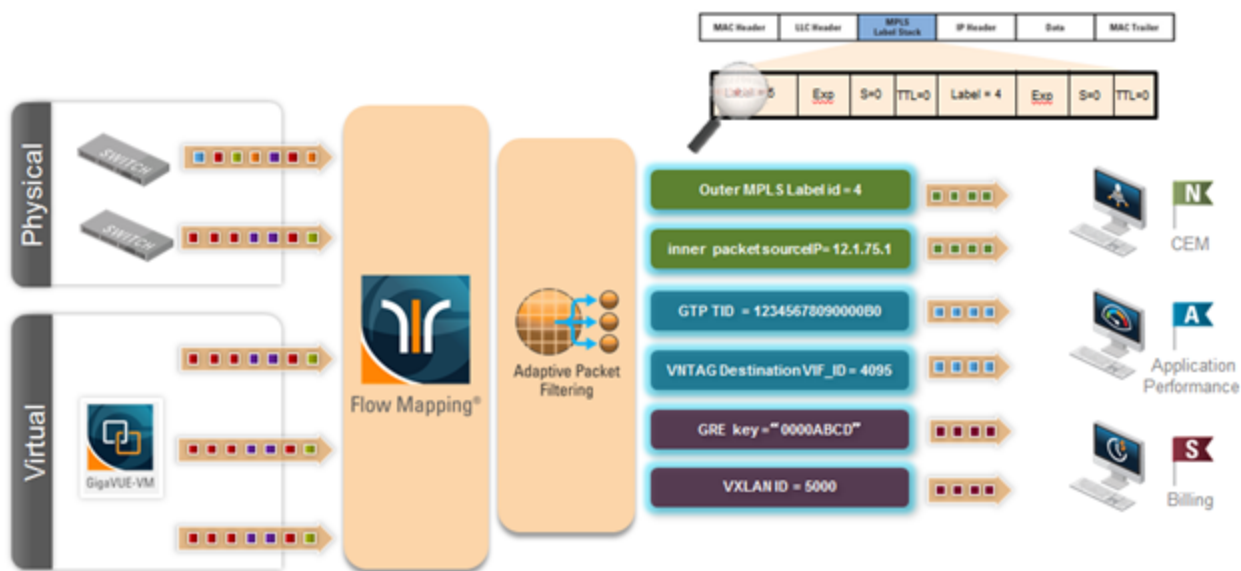 MAC Header LLC Header MPLS Label Stack IP Header Data MAC Trailer
Label = 5 Exp S=0 TTL=0 Label = 4 Exp S=0 TTL=0
Physical
SWITCH
SWITCH
Virtual
GigaVUE-VM
Flow Mapping®
Adaptive Packet
Filtering
Outer MPLS Label id = 4
inner packet sourceIP= 12.1.75.1
GTP TID = 12345678090000B0
VNTAG Destination VIF_ID = 4095
GRE key =“0000ABCD”
VXLAN ID = 5000
N
CEM
A
Application
Performance
S
Billing